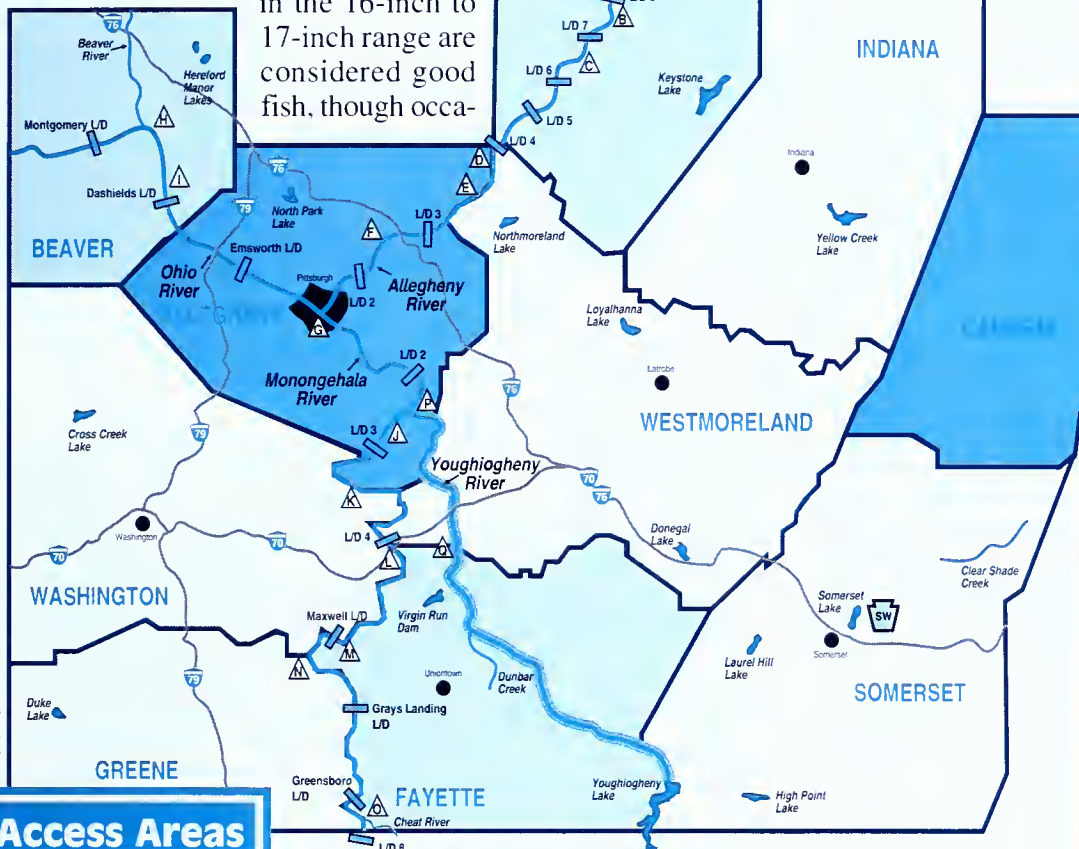 in the 16-inch to
17-inch range are
considered good
fish, though occa-
76
Beaver
River
Hereford
Manor
Lakes
Montgomery L/D
H
I
Dashields L/D
BEAVER
L/D 7
B
L/D 6
C
L/D 5
L/D 4
Keystone
Lake
INDIANA
Indiana
Yellow Creek
Lake
D
E
76
79
North Park
Lake
F
L/D 3
Northmoreland
Lake
Emsworth L/D
Ohio
River
Pittsburgh
L/D 2
Allegheny
River
G
Loyalhanna
Lake
CAMBRIA
L/D 2
Monongehala
River
76
Latrobe
WESTMORELAND
P
J
L/D 3
Cross Creek
Lake
79
Youghiogheny
River
K
70
76
Washington
L/D 4
70
70
L
Q
Donegal
Lake
Clear Shade
Creek
WASHINGTON
Maxwell L/D
Virgin Run
Dam
Somerset
Lake
SW
Somerset
Laurel Hill
Lake
N
M
79
Uniontown
Dunbar
Creek
SOMERSET
Duke
Lake
Grays Landing
L/D
GREENE
Greensboro
L/D
O
FAYETTE
Cheat River
L/D 8
Youghiogheny
Lake
High Point
Lake
Access Areas